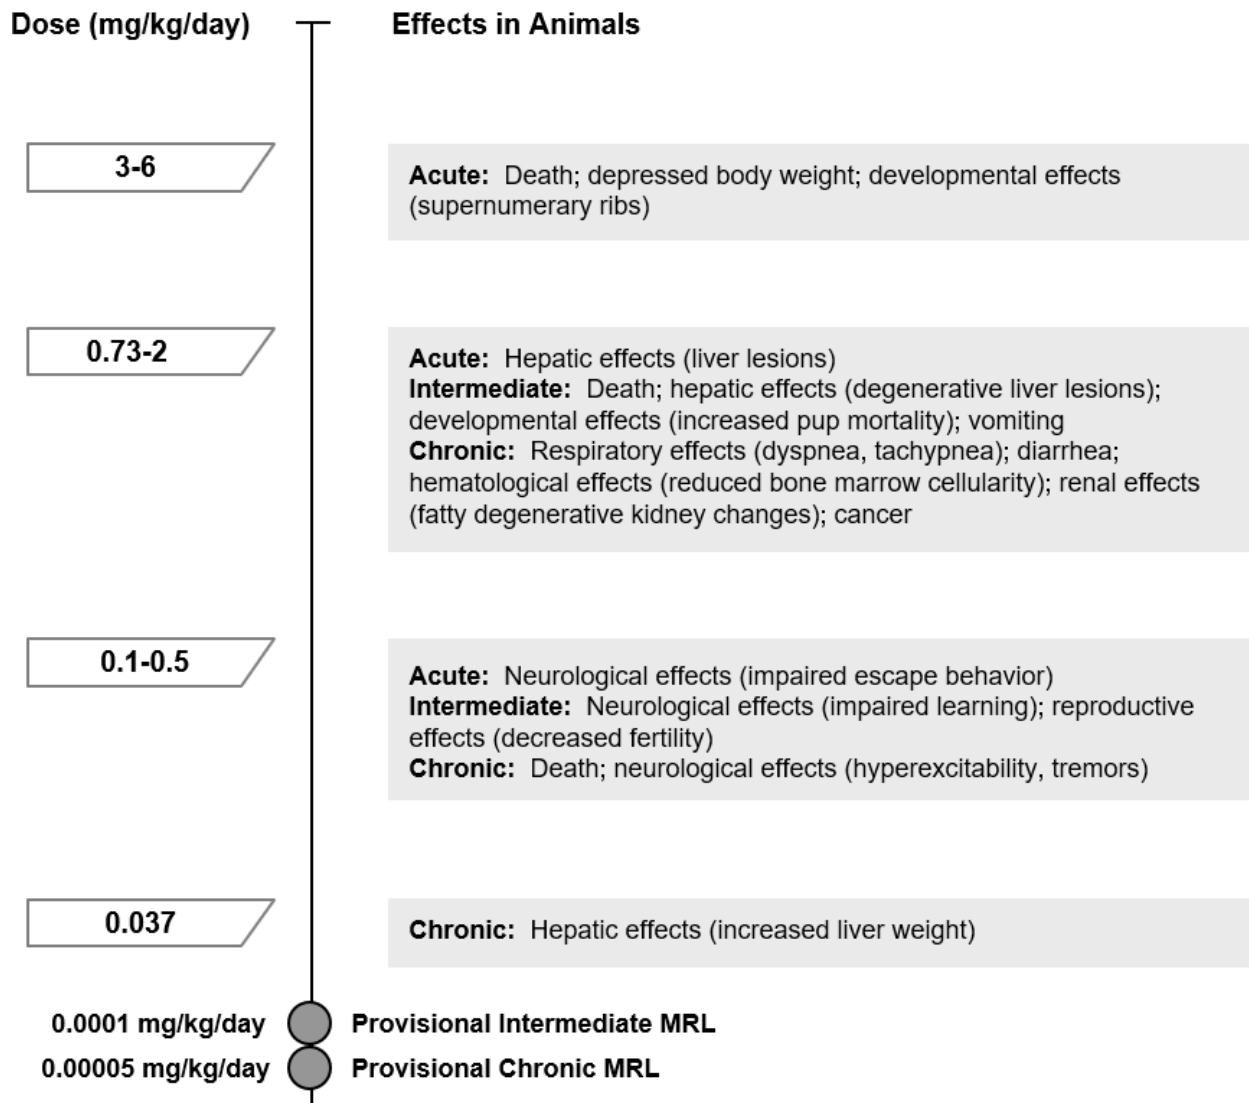 Dose (mg/kg/day)
Effects in Animals
3-6
Acute: Death; depressed body weight; developmental effects
(supernumerary ribs)
0.73-2
Acute: Hepatic effects (liver lesions)
Intermediate: Death; hepatic effects (degenerative liver lesions);
developmental effects (increased pup mortality); vomiting
Chronic: Respiratory effects (dyspnea, tachypnea); diarrhea;
hematological effects (reduced bone marrow cellularity); renal effects
(fatty degenerative kidney changes); cancer
0.1-0.5
Acute: Neurological effects (impaired escape behavior)
Intermediate: Neurological effects (impaired learning); reproductive
effects (decreased fertility)
Chronic: Death; neurological effects (hyperexcitability, tremors)
0.037
Chronic: Hepatic effects (increased liver weight)
0.0001 mg/kg/day
Provisional Intermediate MRL
0.00005 mg/kg/day
Provisional Chronic MRL